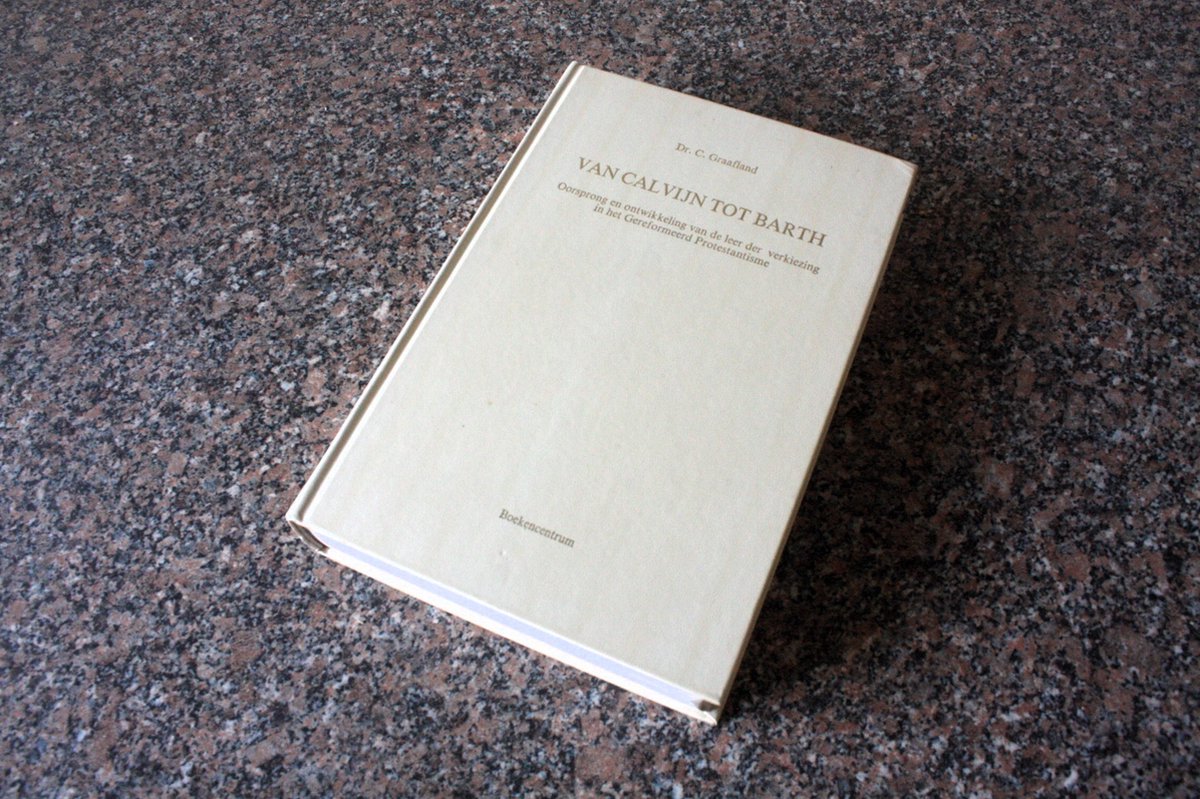 Dr. C. Graafland
VAN CALVIJN TOT BARTH
Oorsprong en ontwikkeling van de leer der verkiezing
in het Gereformeerd Protestantisme
Boekencentrum